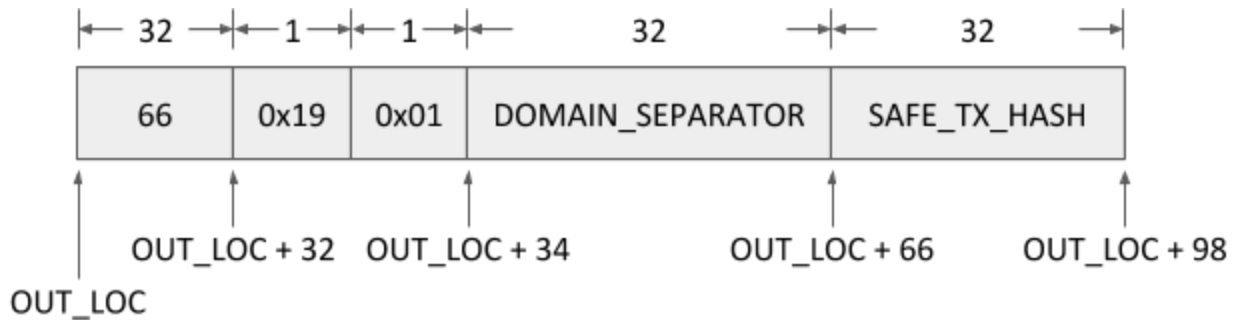 32 1 1 32 32
66 0x19 0x01 DOMAIN_SEPARATOR SAFE_TX_HASH
OUT_LOC + 32 OUT_LOC + 34 OUT_LOC + 66 OUT_LOC + 98
OUT_LOC